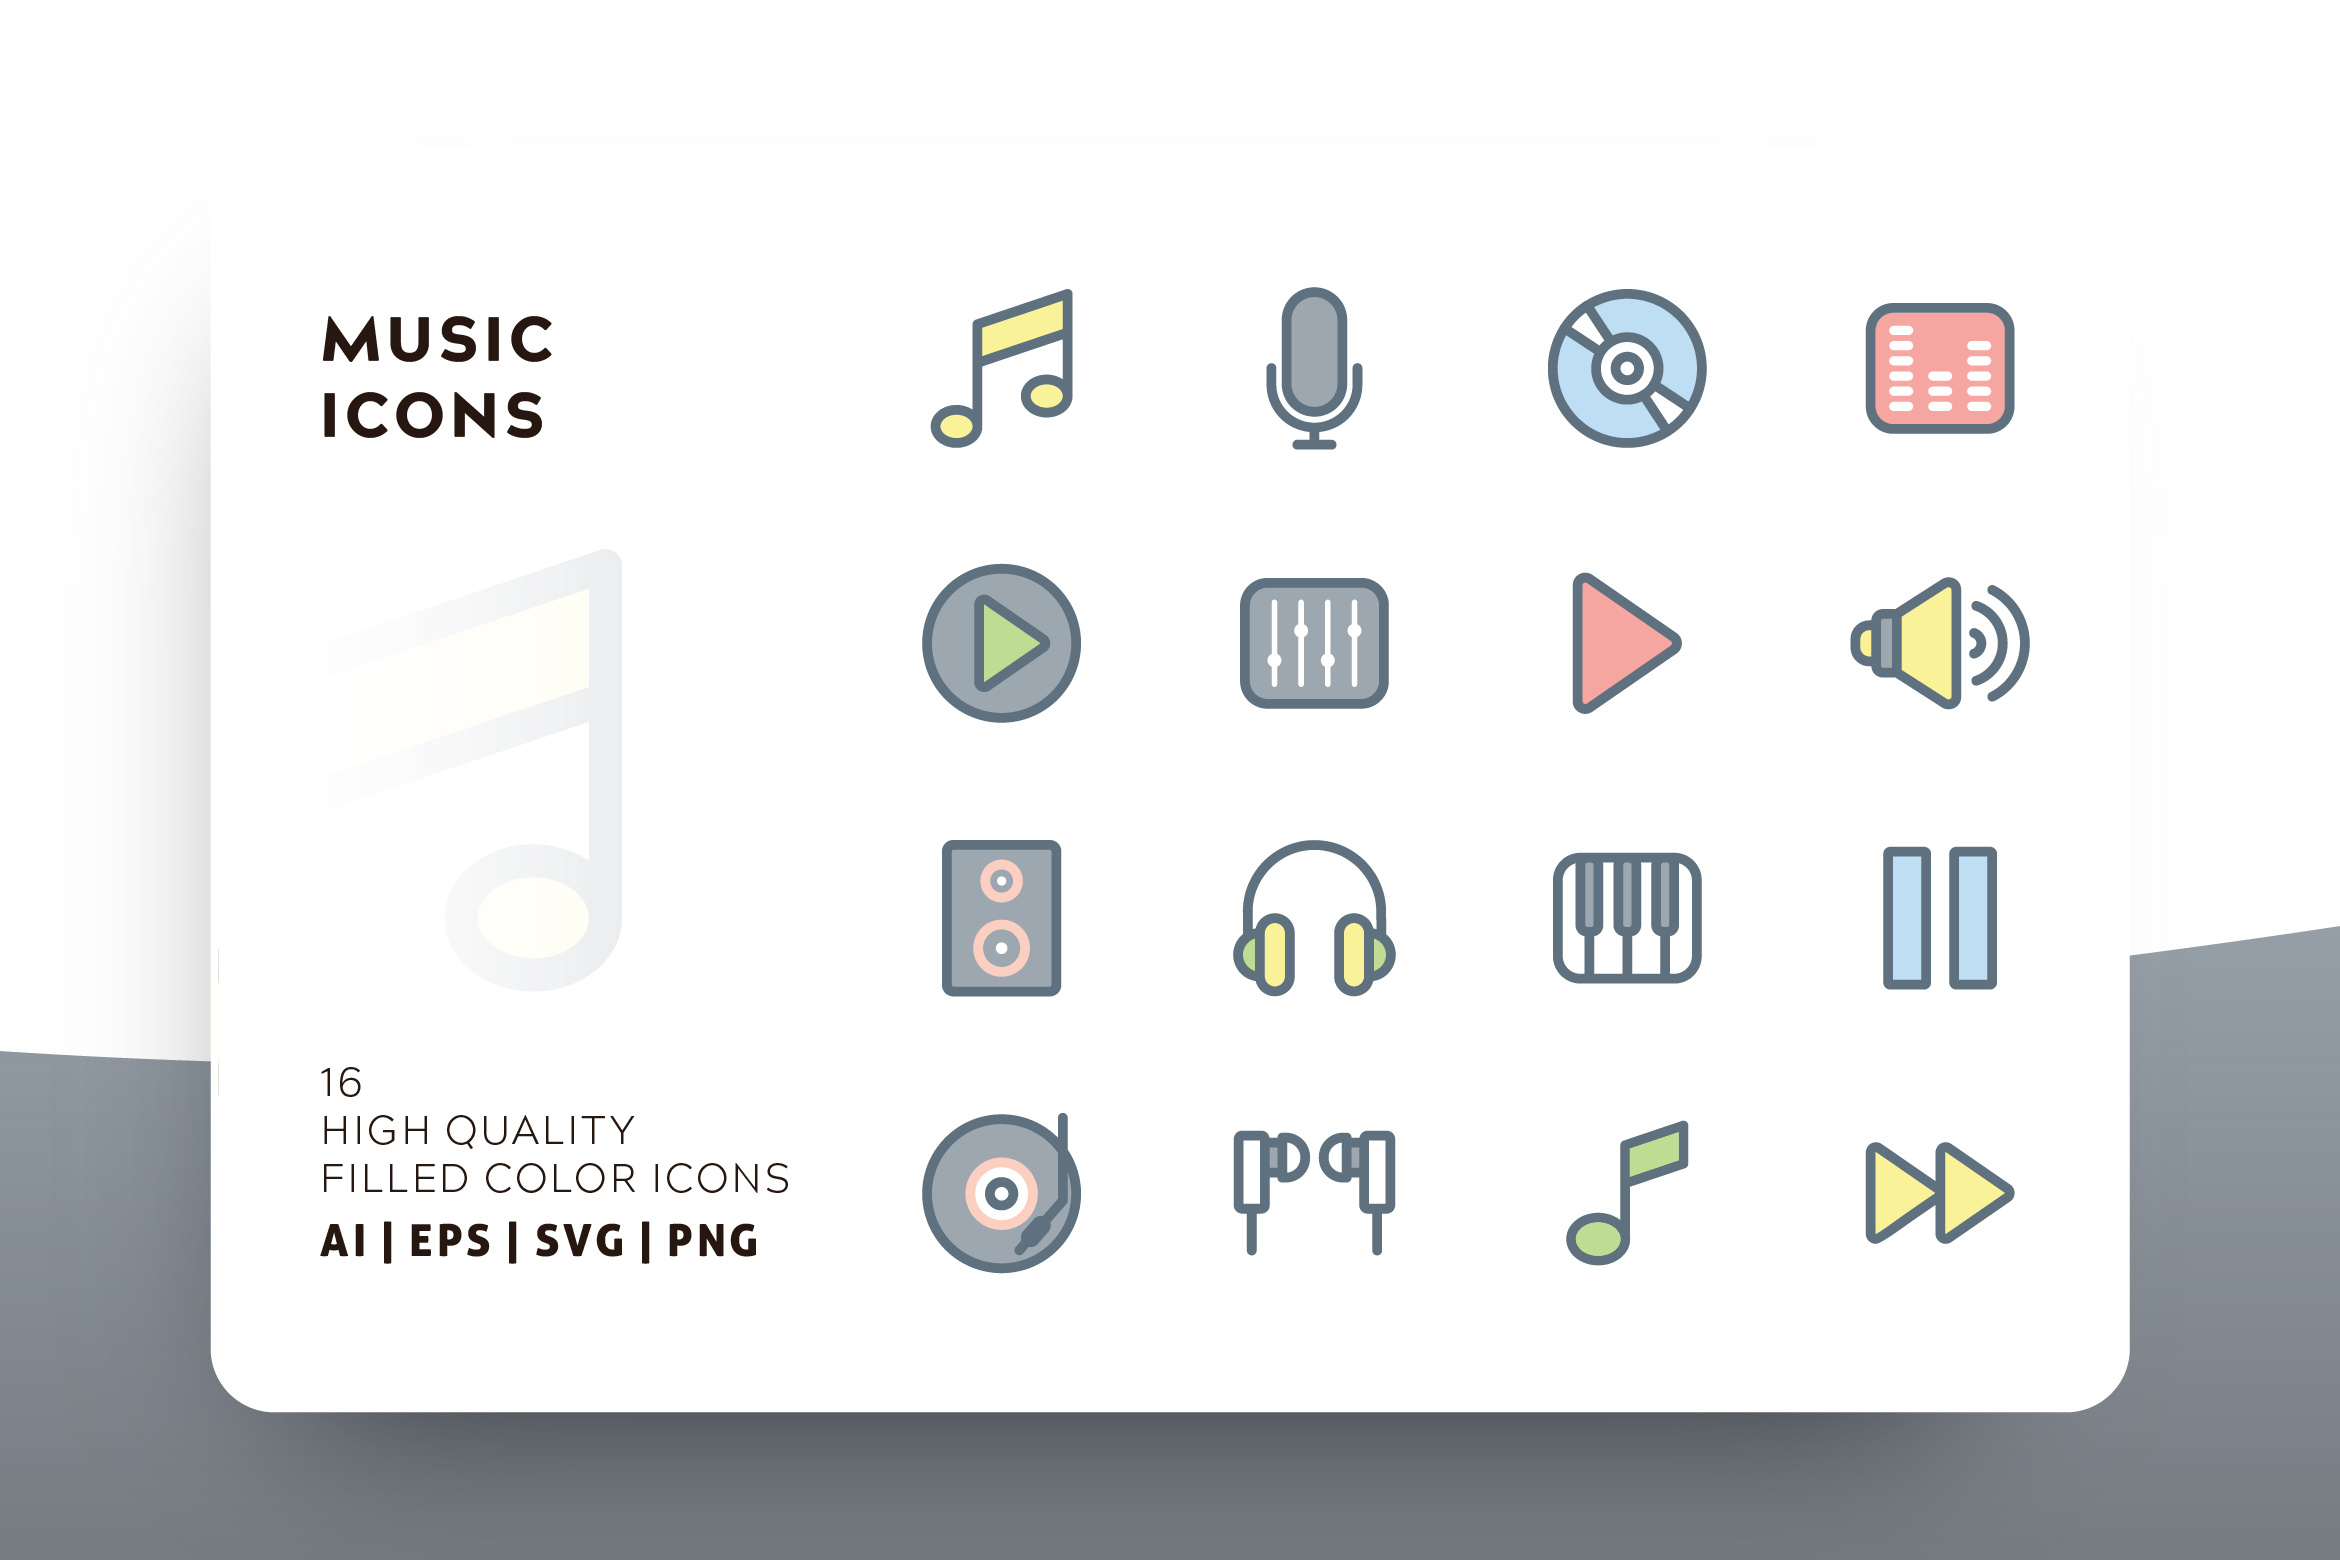 MUSIC
ICONS
16
HIGH QUALITY
FILLED COLOR ICONS
AI | EPS | SVG | PNG